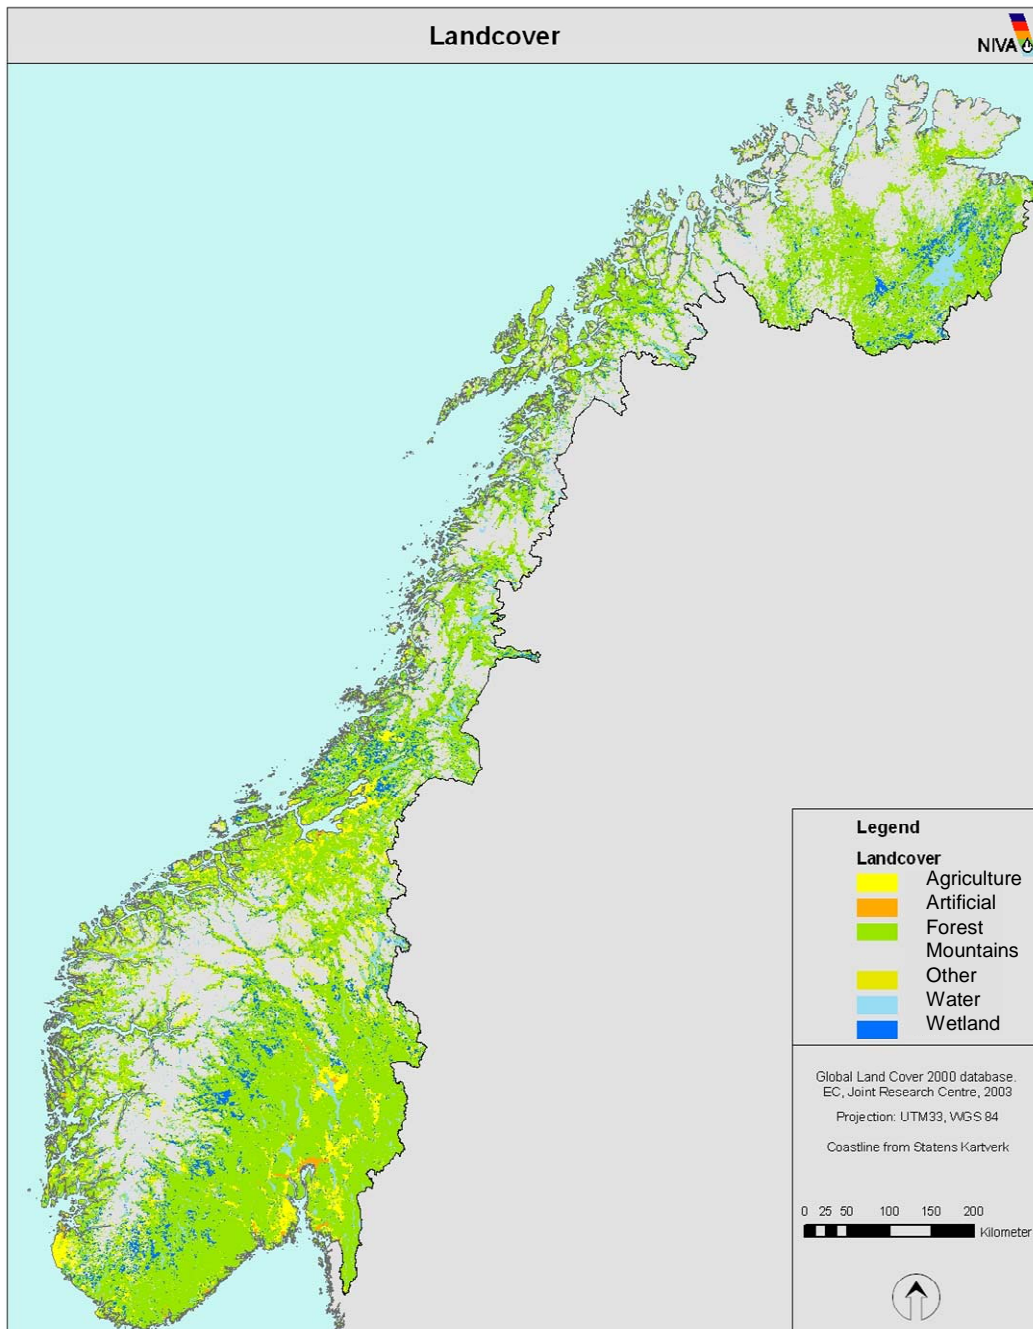 Landcover
NIVA
Legend
Landcover
Agriculture
Artificial
Forest
Mountains
Other
Water
Wetland
Global Land Cover 2000 database.
EC, Joint Research Centre, 2003
Projection: UTM33, WGS 84
Coastline from Statens Kartverk
0 25 50 100 150 200
Kilometer